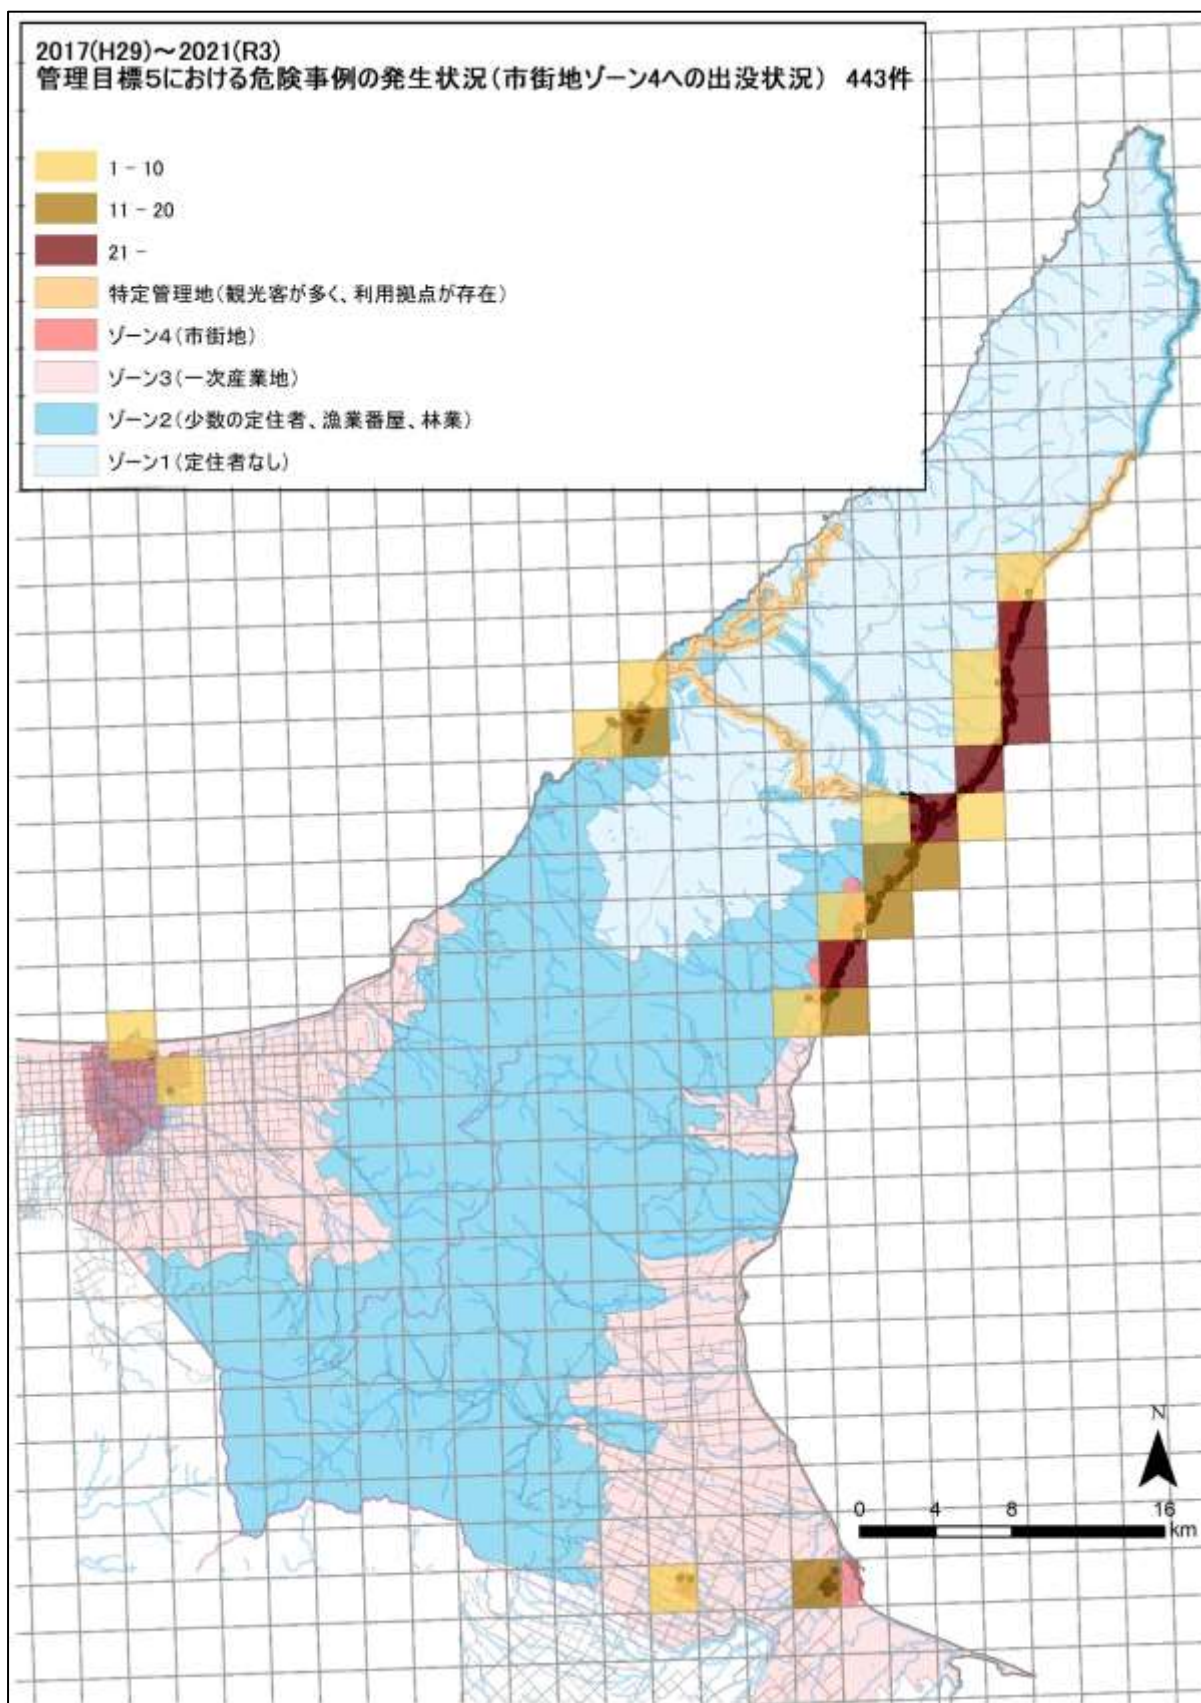 2017(H29)～2021(R3)
管理目標5における危険事例の発生状況(市街地ゾーン4への出没状況) 443件
1 - 10
11 - 20
21 -
特定管理地(観光客が多く、利用拠点が存在)
ゾーン4(市街地)
ゾーン3(一次産業地)
ゾーン2(少数の定住者、漁業番屋、林業)
ゾーン1(定住者なし)
N
0 4 8 16
km